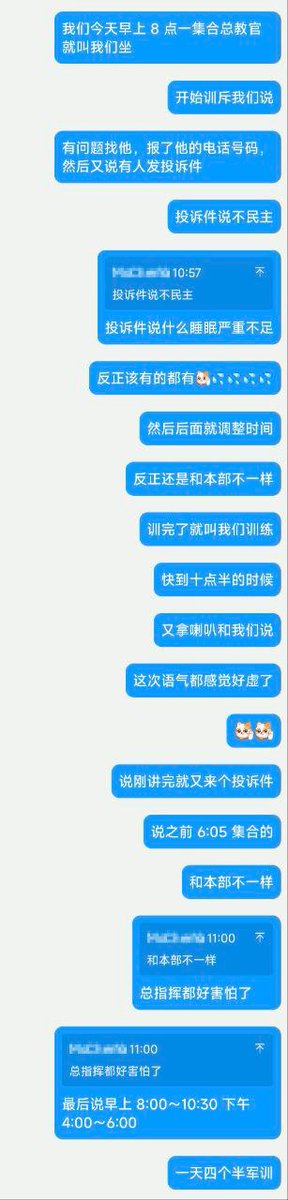 我们今天早上 8 点一集合总教官
就叫我们坐
开始训斥我们说
有问题找他，报了他的电话号码，
然后又说有人发投诉件
投诉件说不民主
10:57
投诉件说不民主
投诉件说什么睡眠严重不足
反正该有的都有
然后后面就调整时间
反正还是和本部不一样
训完了就叫我们训练
快到十点半的时候
又拿喇叭和我们说
这次语气都感觉好虚了
说刚讲完就又来个投诉件
说之前 6:05 集合的
和本部不一样
11:00
和本部不一样
总指挥都好害怕了
11:00
总指挥都好害怕了
最后说早上 8:00～10:30 下午
4:00～6:00
一天四个半军训